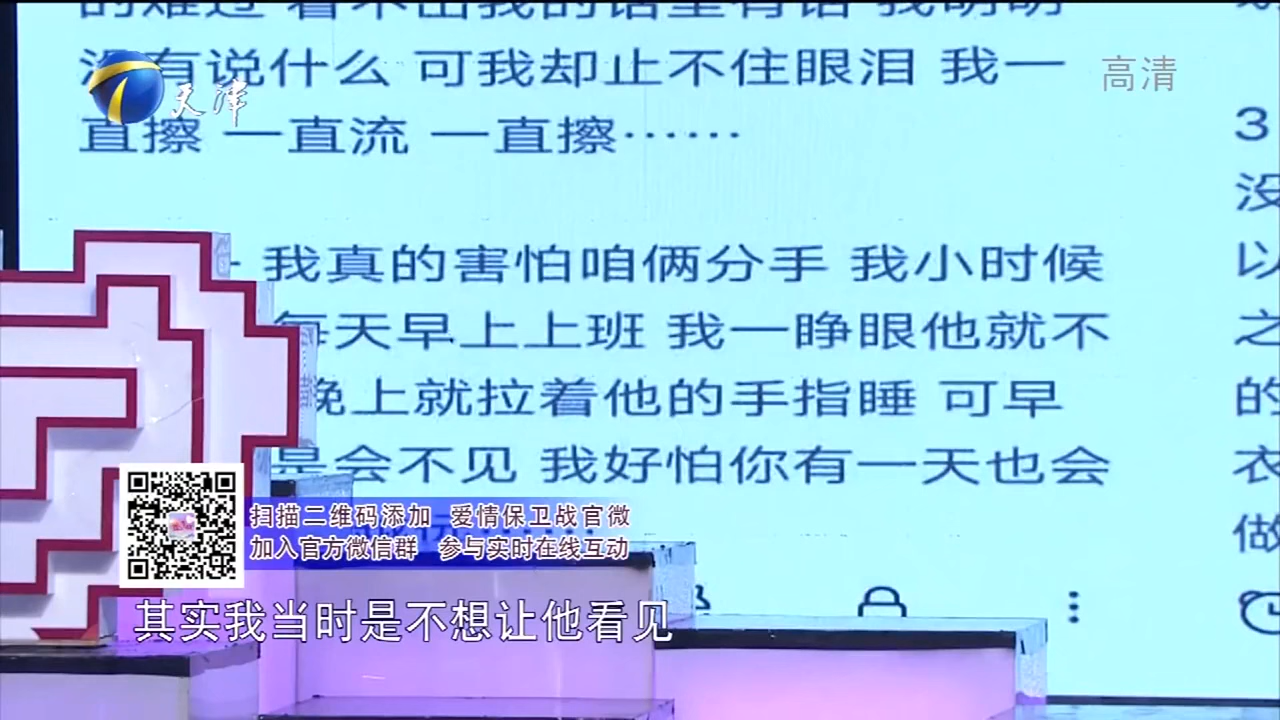 的难过 看不出我的话里有话 我明明
没有说什么 可我却止不住眼泪 我一
直擦 一直流 一直擦……
我真的害怕咱俩分手 我小时候
每天早上上班 我一睁眼他就不
晚上就拉着他的手指睡 可早
是会不见 我好怕你有一天也会
3
没
以
之
的
衣
做
天津
高清
扫描二维码添加 爱情保卫战官微
加入官方微信群 参与实时在线互动
其实我当时是不想让他看见